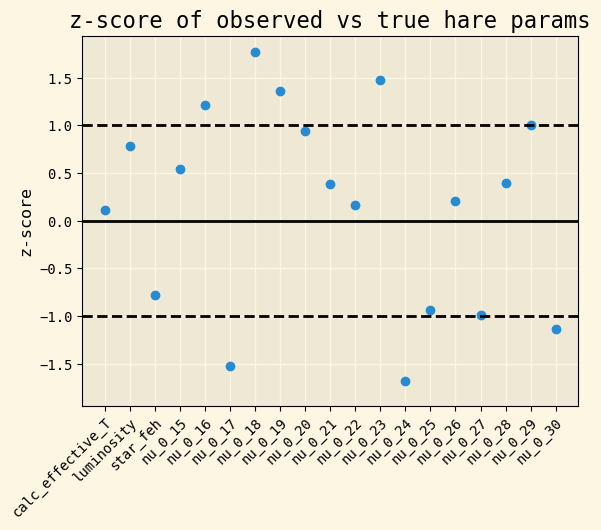 z-score of observed vs true hare params
z-score
1.5
1.0
0.5
0.0
−0.5
−1.0
−1.5
calc_effective_T
luminosity
star_feh
nu_0_15
nu_0_16
nu_0_17
nu_0_18
nu_0_19
nu_0_20
nu_0_21
nu_0_22
nu_0_23
nu_0_24
nu_0_25
nu_0_26
nu_0_27
nu_0_28
nu_0_29
nu_0_30